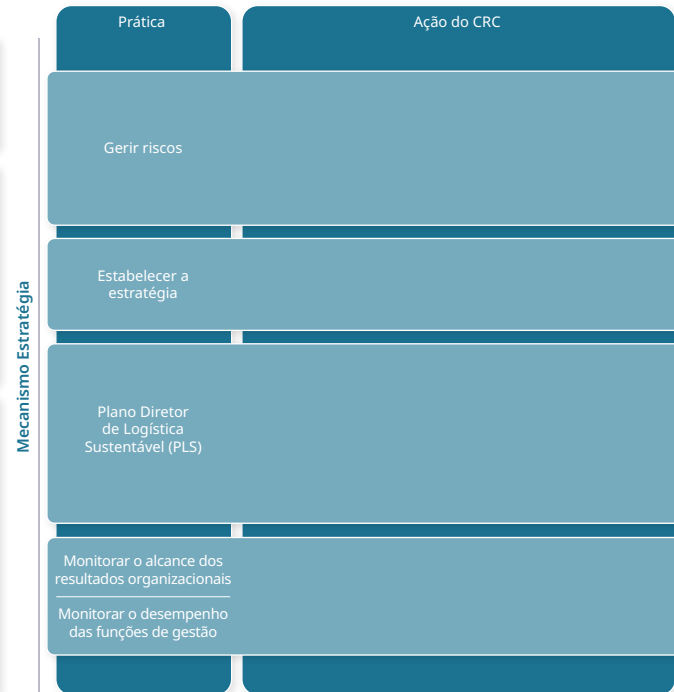 Prática
Ação do CRC
Mecanismo Estratégia
Gerir riscos
Estabelecer a
estratégia
Plano Diretor
de Logística
Sustentável (PLS)
Monitorar o alcance dos
resultados organizacionais
Monitorar o desempenho
das funções de gestão